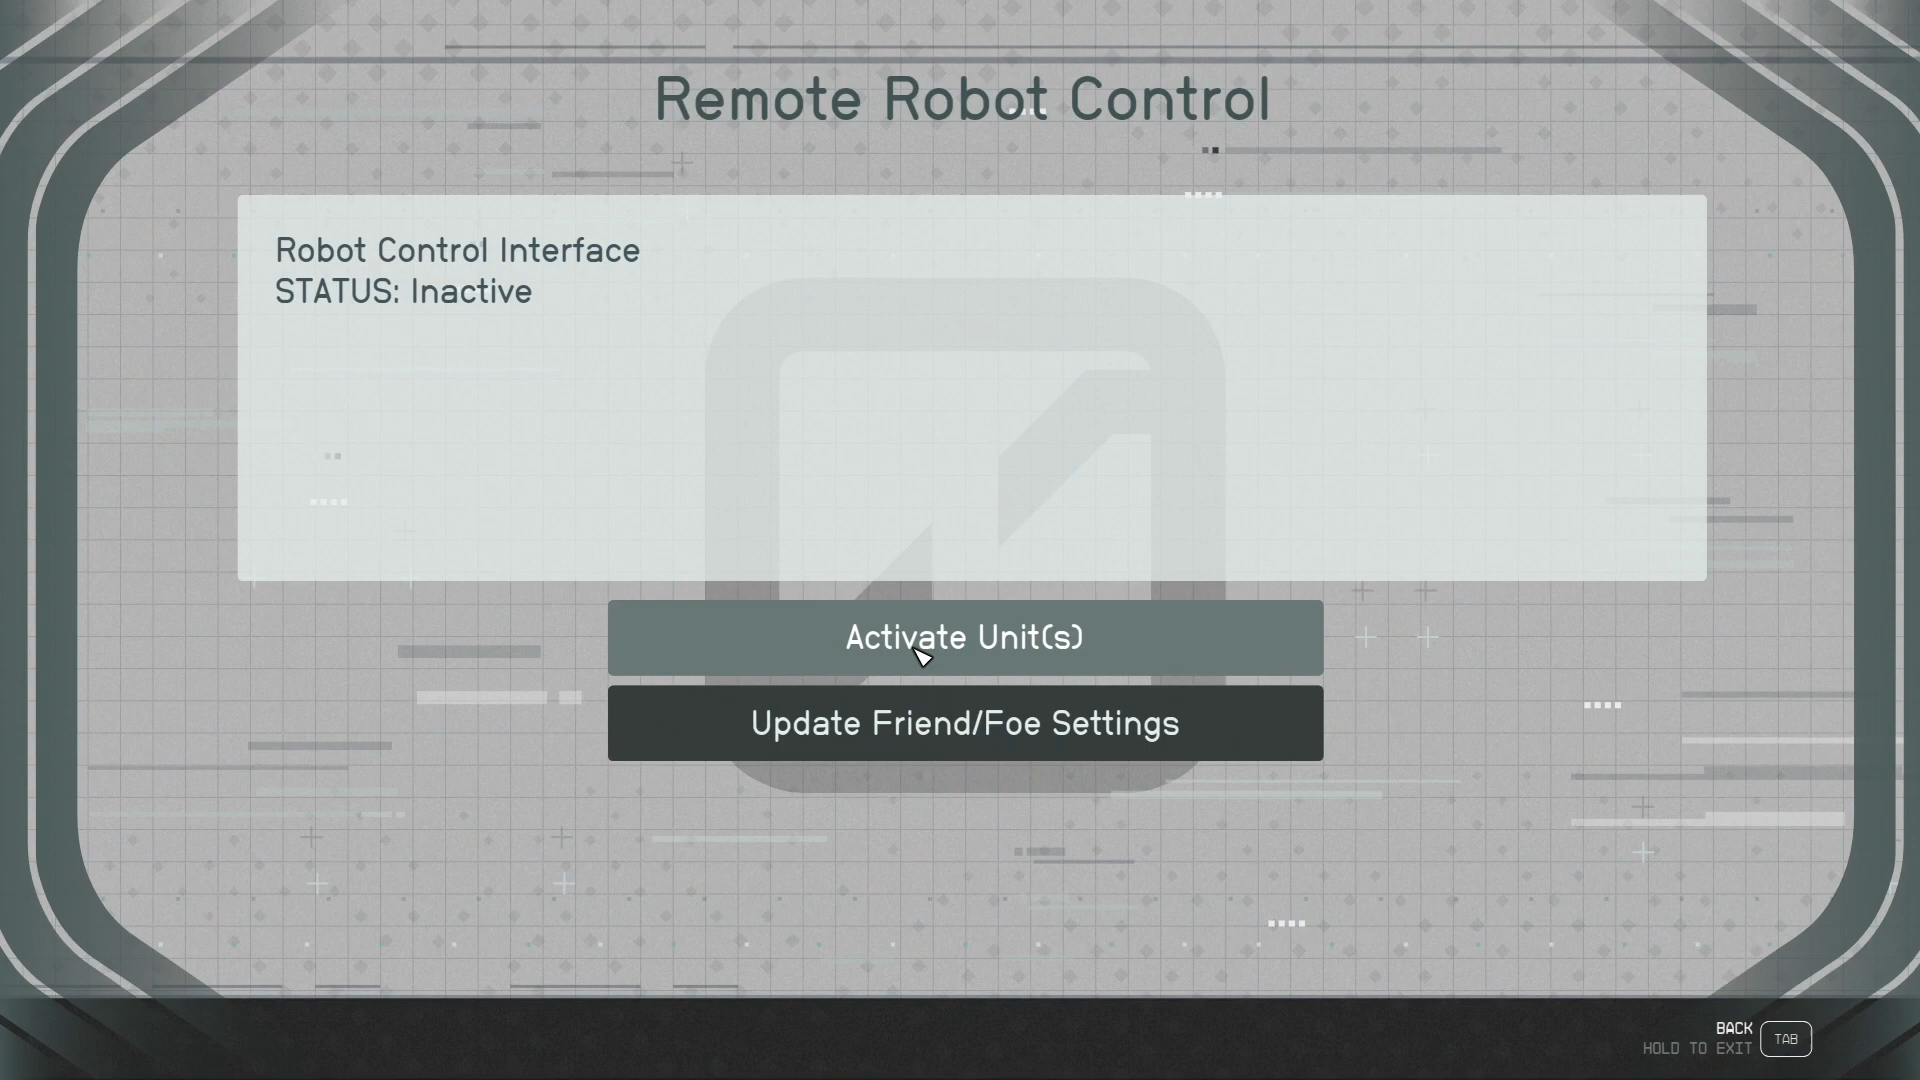 Remote Robot Control
Robot Control Interface
STATUS: Inactive
Activate Unit(s)
Update Friend/Foe Settings
BACK
HOLD TO EXIT
TAB